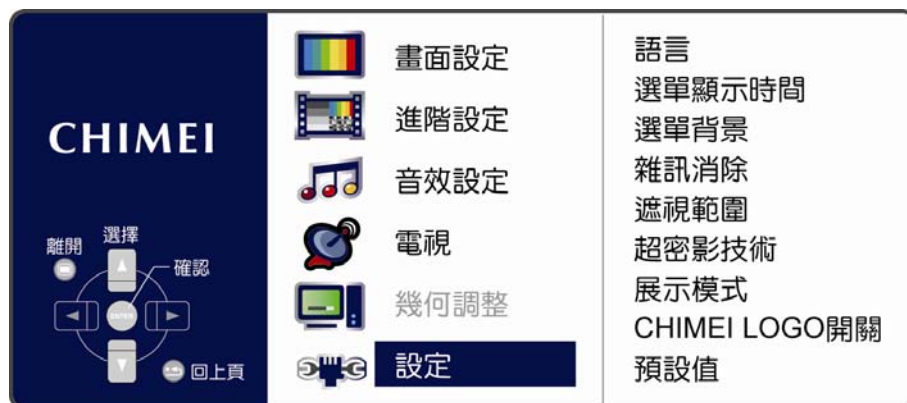 CHIMEI
離開
選擇
確認
ENTER
回上頁
畫面設定
進階設定
音效設定
電視
幾何調整
設定
語言
選單顯示時間
選單背景
雜訊消除
遮視範圍
超密影技術
展示模式
CHIMEI LOGO開關
預設值